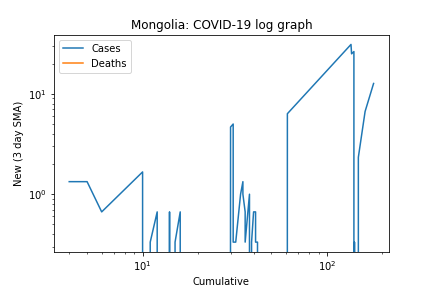 Mongolia: COVID-19 log graph
Cases
Deaths
New (3 day SMA)
10¹
10⁰
10¹
10²
Cumulative